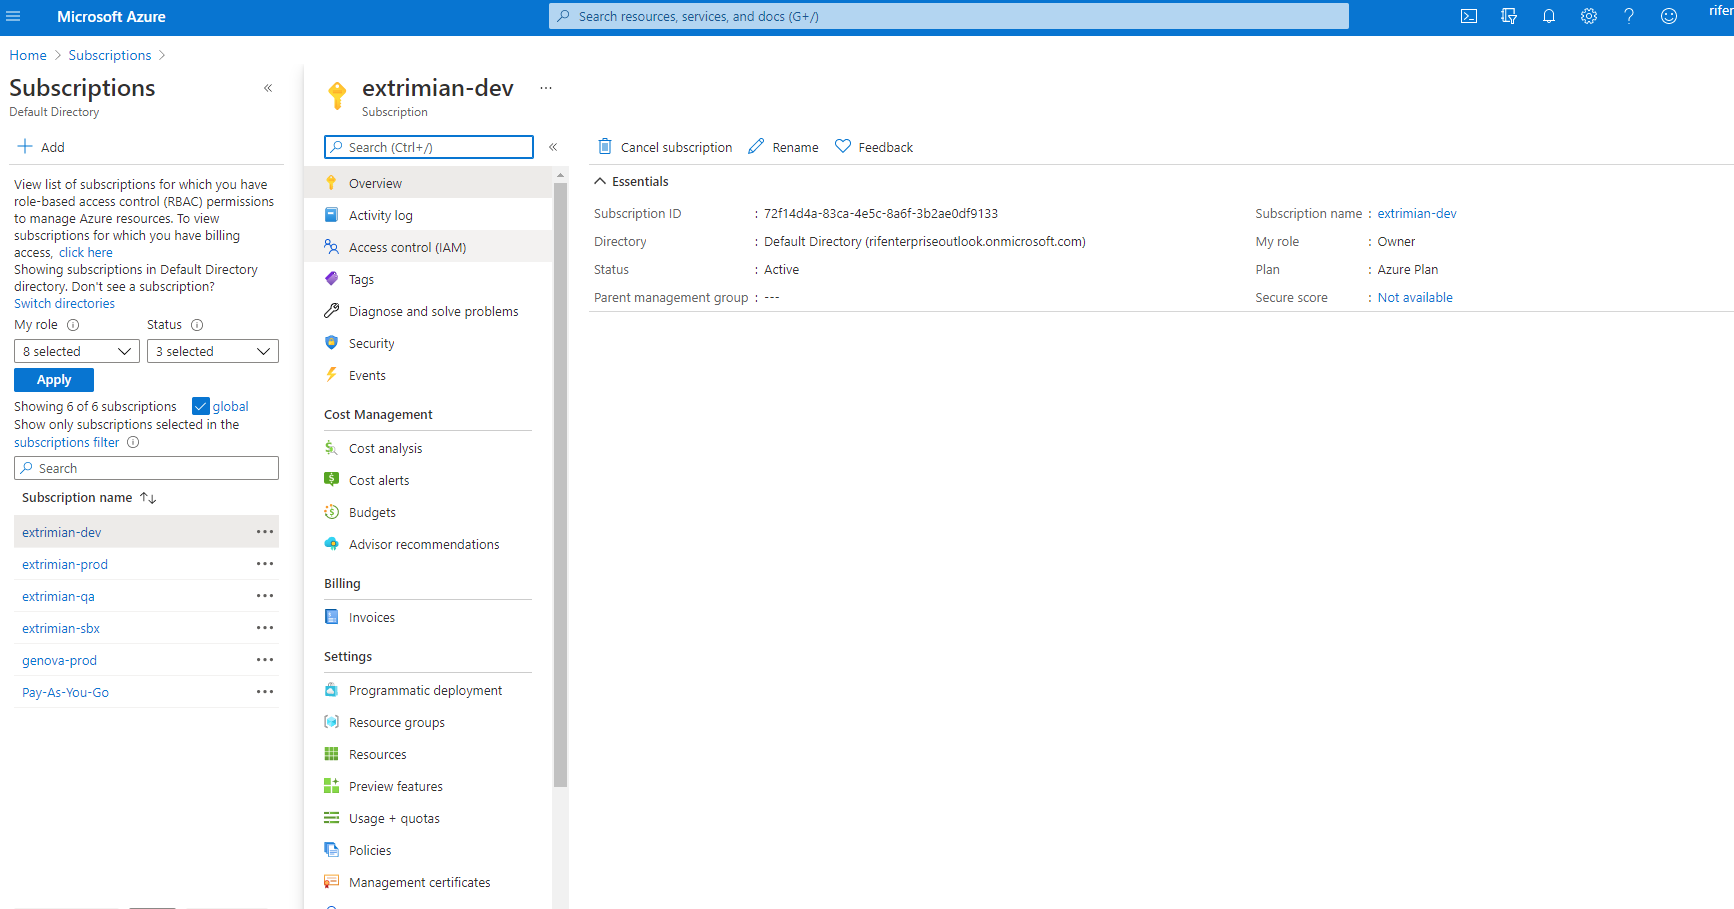 Microsoft Azure
Search resources, services, and docs (G+/)
rifer
Home > Subscriptions >
Subscriptions
Default Directory
Add
View list of subscriptions for which you have
role-based access control (RBAC) permissions
to manage Azure resources. To view
subscriptions for which you have billing
access, click here
Showing subscriptions in Default Directory
directory. Don't see a subscription?
Switch directories
My role
Status
8 selected
3 selected
Apply
Showing 6 of 6 subscriptions
global
Show only subscriptions selected in the
subscriptions filter
Search
Subscription name
extrimian-dev
extrimian-prod
extrimian-qa
extrimian-sbx
genova-prod
Pay-As-You-Go
extrimian-dev
Subscription
Search (Ctrl+/)
Overview
Activity log
Access control (IAM)
Tags
Diagnose and solve problems
Security
Events
Cost Management
Cost analysis
Cost alerts
Budgets
Advisor recommendations
Billing
Invoices
Settings
Programmatic deployment
Resource groups
Resources
Preview features
Usage + quotas
Policies
Management certificates
Cancel subscription
Rename
Feedback
Essentials
Subscription ID : 72f14d4a-83ca-4e5c-8a6f-3b2ae0df9133
Directory : Default Directory (rifenterpriseoutlook.onmicrosoft.com)
Status : Active
Parent management group : ---
Subscription name : extrimian-dev
My role : Owner
Plan : Azure Plan
Secure score : Not available